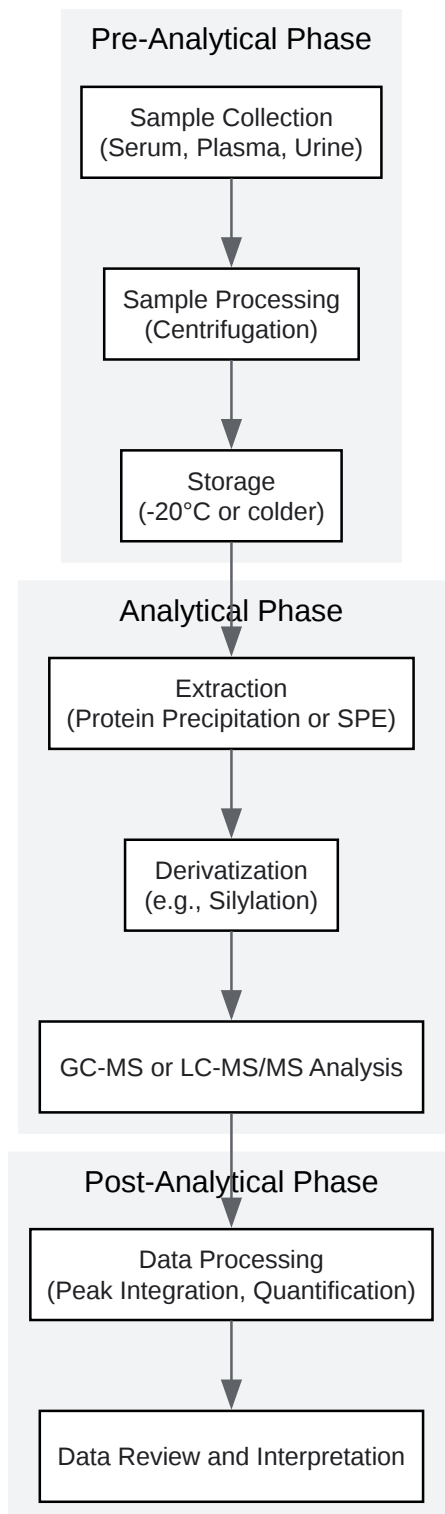 Pre-Analytical Phase
Sample Collection
(Serum, Plasma, Urine)
Sample Processing
(Centrifugation)
Storage
(-20°C or colder)
Analytical Phase
Extraction
(Protein Precipitation or SPE)
Derivatization
(e.g., Silylation)
GC-MS or LC-MS/MS Analysis
Post-Analytical Phase
Data Processing
(Peak Integration, Quantification)
Data Review and Interpretation